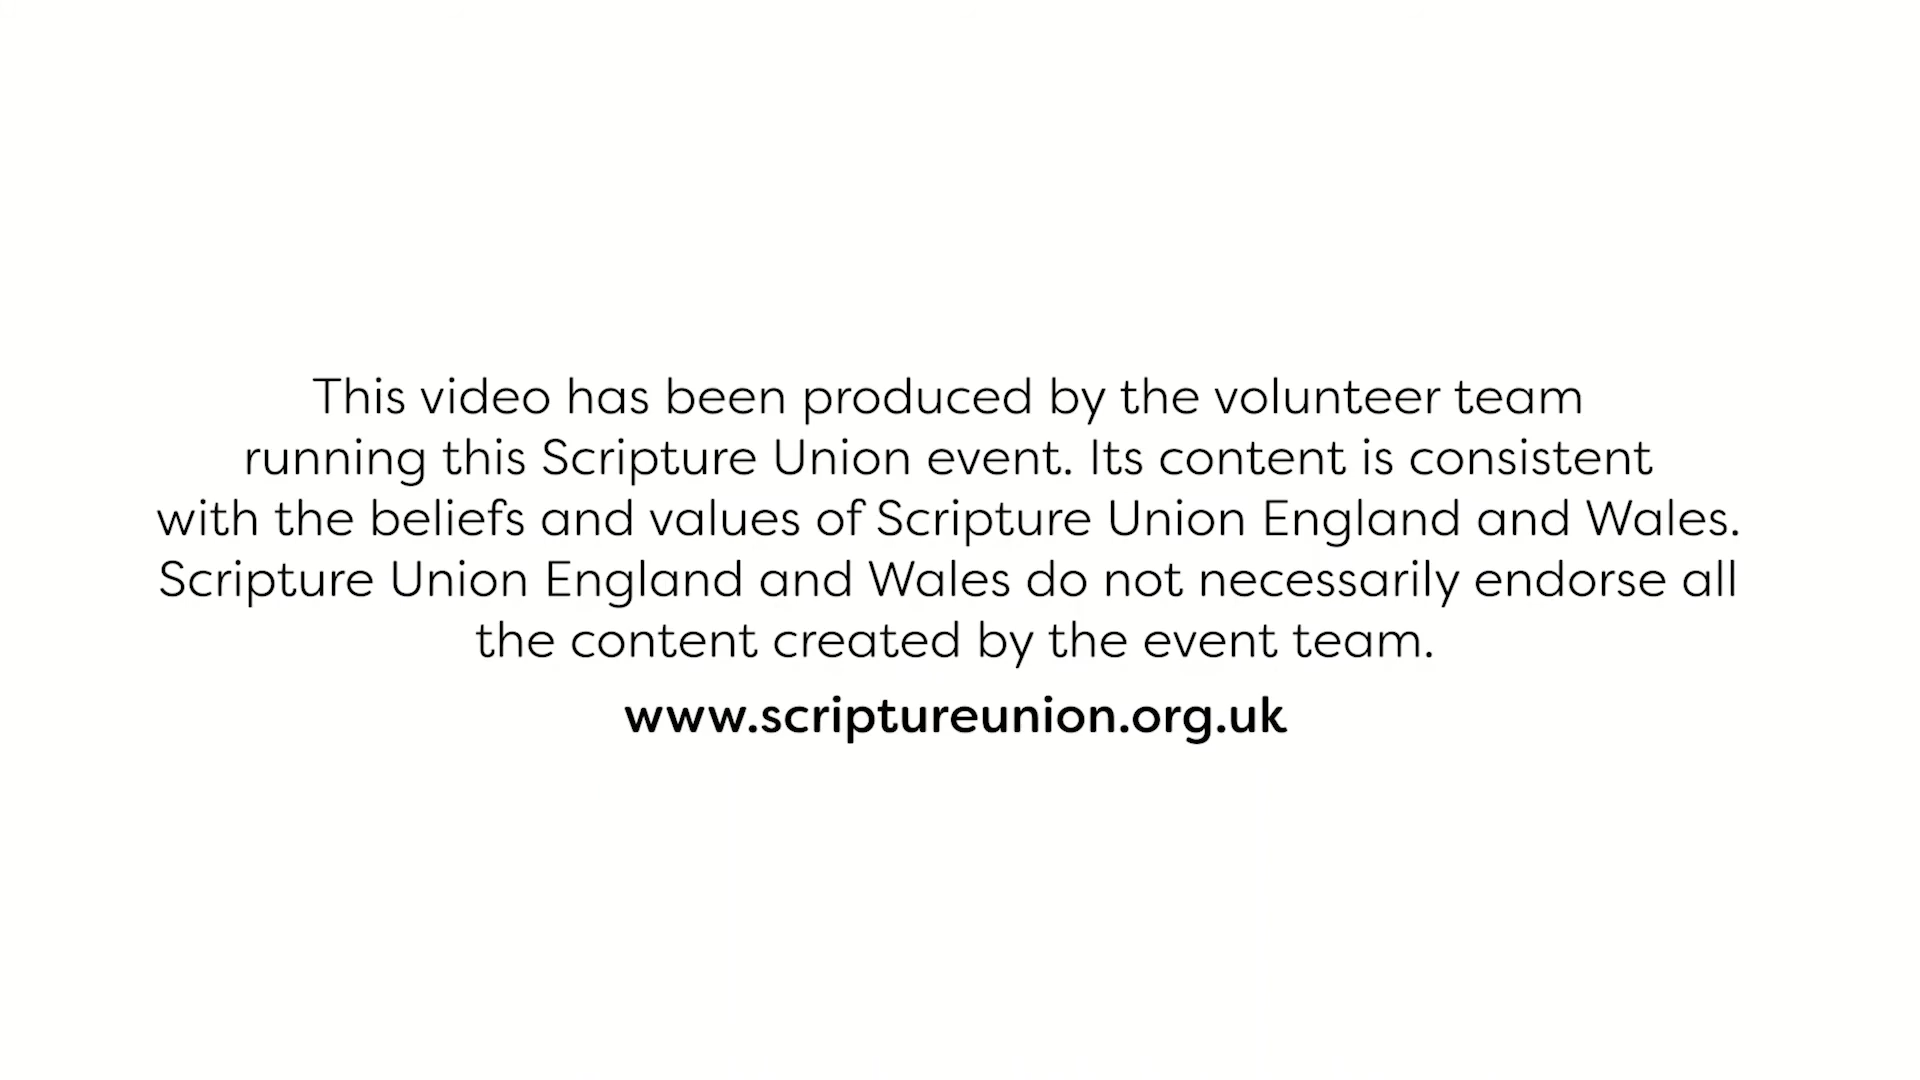 This video has been produced by the volunteer team
running this Scripture Union event. Its content is consistent
with the beliefs and values of Scripture Union England and Wales.
Scripture Union England and Wales do not necessarily endorse all
the content created by the event team.
www.scriptureunion.org.uk